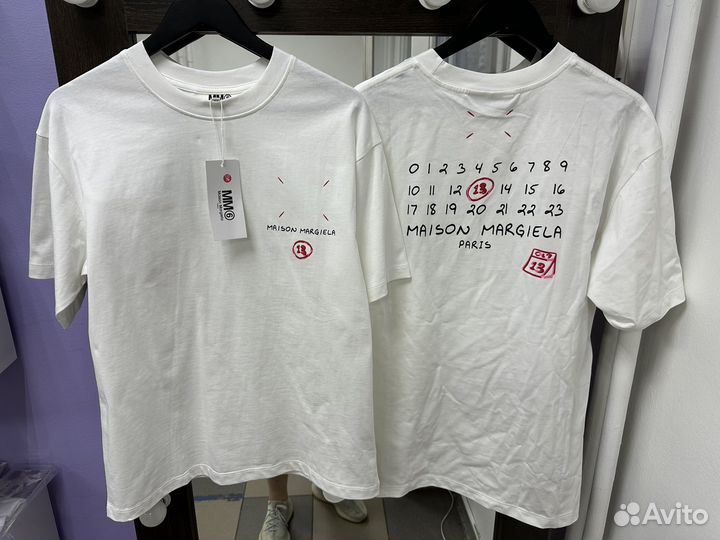 MM6
MM6
Maison Margiela
MAISON MARGIELA
13
0 1 2 3 4 5 6 7 8 9
10 11 12 13 14 15 16
17 18 19 20 21 22 23
MAISON MARGIELA
PARIS
13
Avito